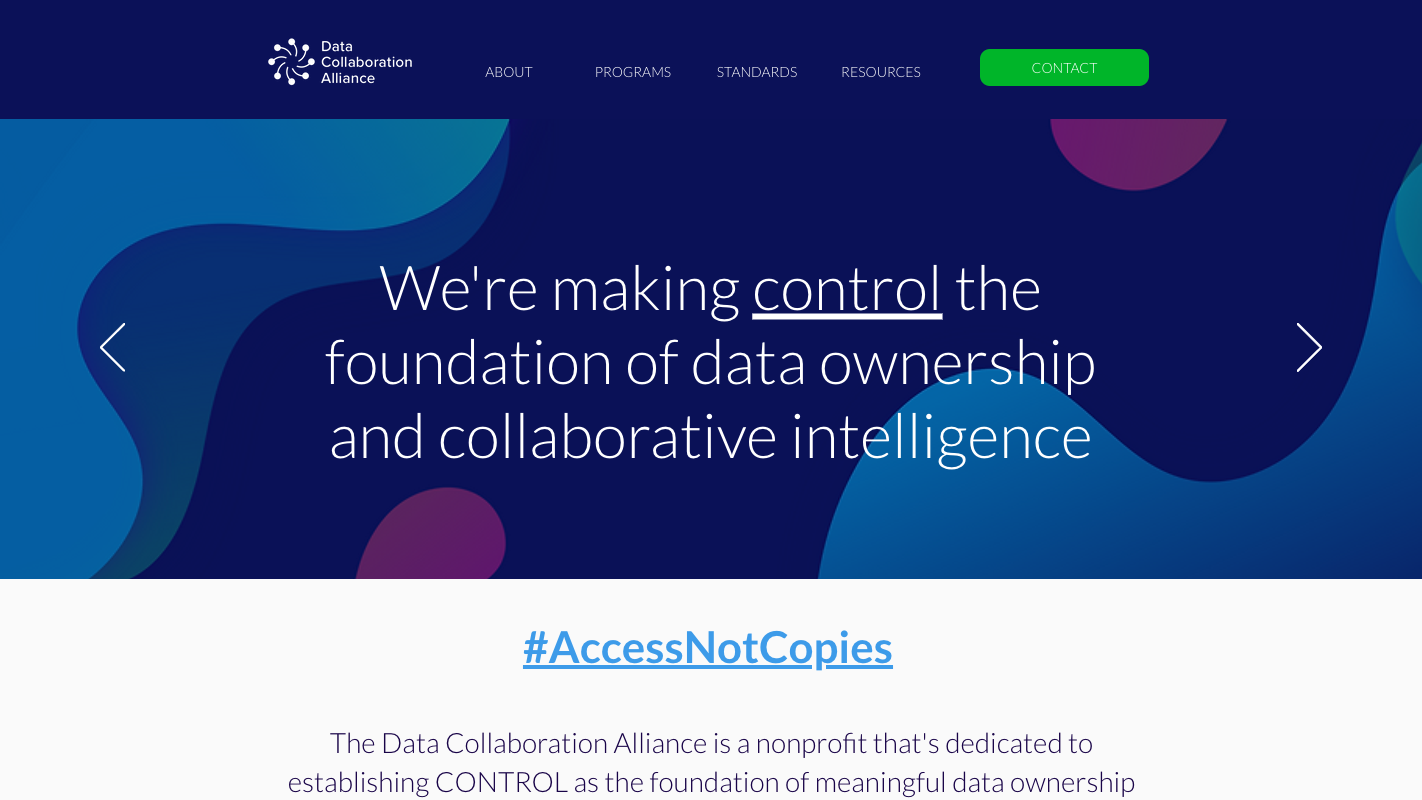 Data
Collaboration
Alliance
ABOUT
PROGRAMS
STANDARDS
RESOURCES
CONTACT
We're making control the
foundation of data ownership
and collaborative intelligence
#AccessNotCopies
The Data Collaboration Alliance is a nonprofit that's dedicated to
establishing CONTROL as the foundation of meaningful data ownership